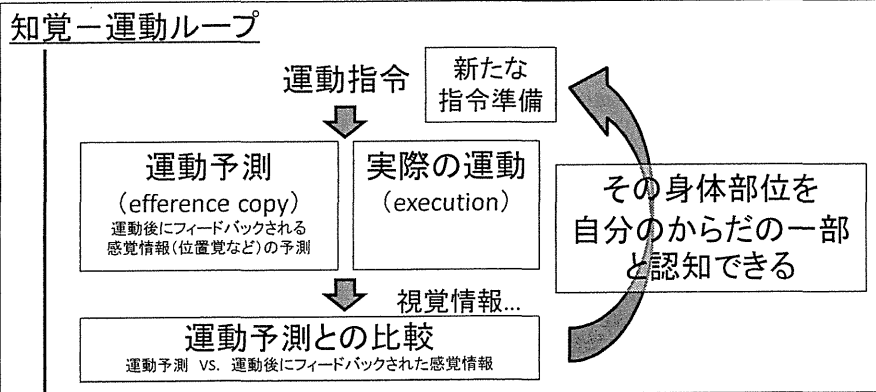 知覚－運動ループ
運動指令
新たな
指令準備
運動予測
（efference copy）
運動後にフィードバックされる
感覚情報（位置覚など）の予測
実際の運動
（execution）
その身体部位を
自分のからだの一部
と認知できる
視覚情報…
運動予測との比較
運動予測 VS. 運動後にフィードバックされた感覚情報